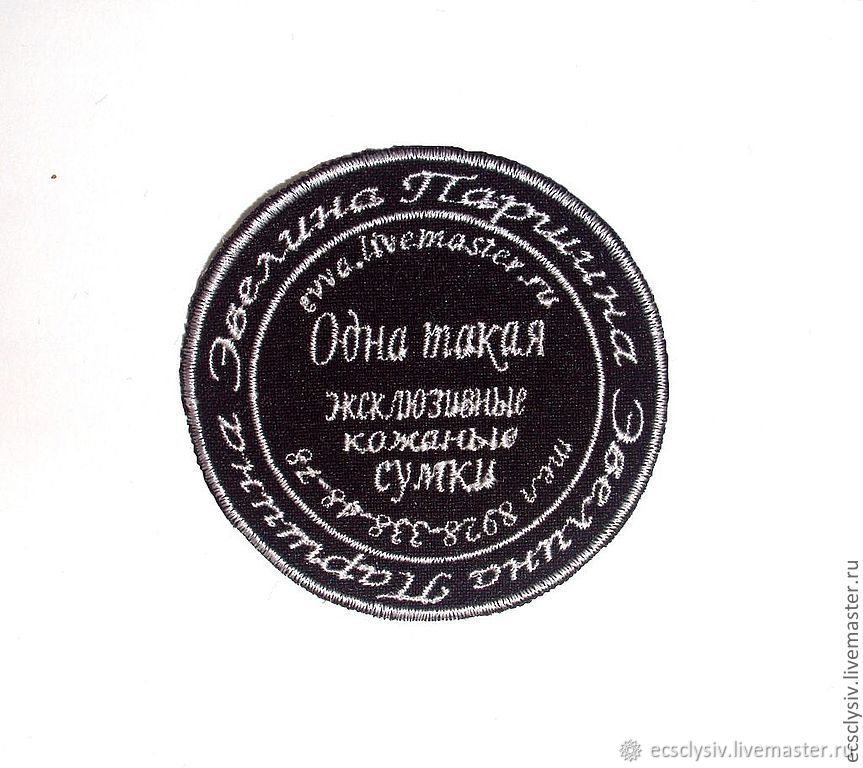 Эвелина Паршина Эвелина Паршина
evva.livemaster.ru
Одна такая
эксклюзивные
кожаные
сумки
тел 8928-338-48-78
ecsclysiv.livemaster.ru
ecsclysiv.livemaster.ru